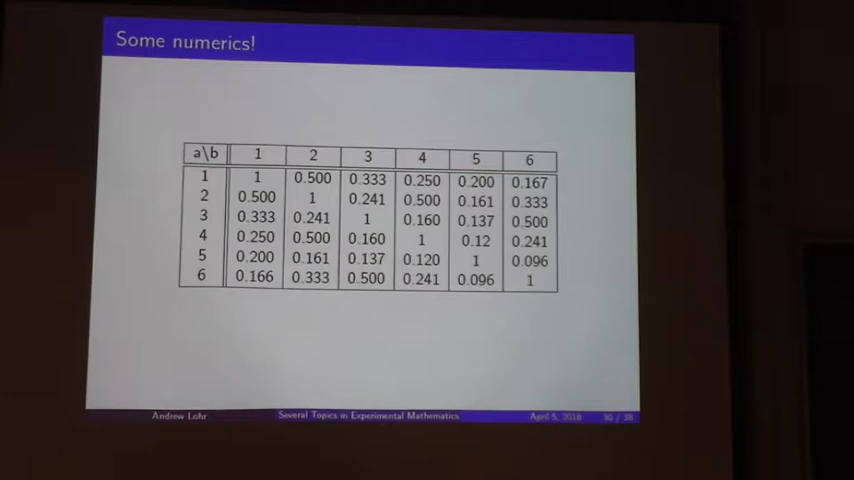 Some numerics!
a\b 1 2 3 4 5 6
1 1 0.500 0.333 0.250 0.200 0.167
2 0.500 1 0.241 0.500 0.161 0.333
3 0.333 0.241 1 0.160 0.137 0.500
4 0.250 0.500 0.160 1 0.12 0.241
5 0.200 0.161 0.137 0.120 1 0.096
6 0.166 0.333 0.500 0.241 0.096 1
Andrew Lohr Several Topics in Experimental Mathematics April 5, 2018 30 / 38